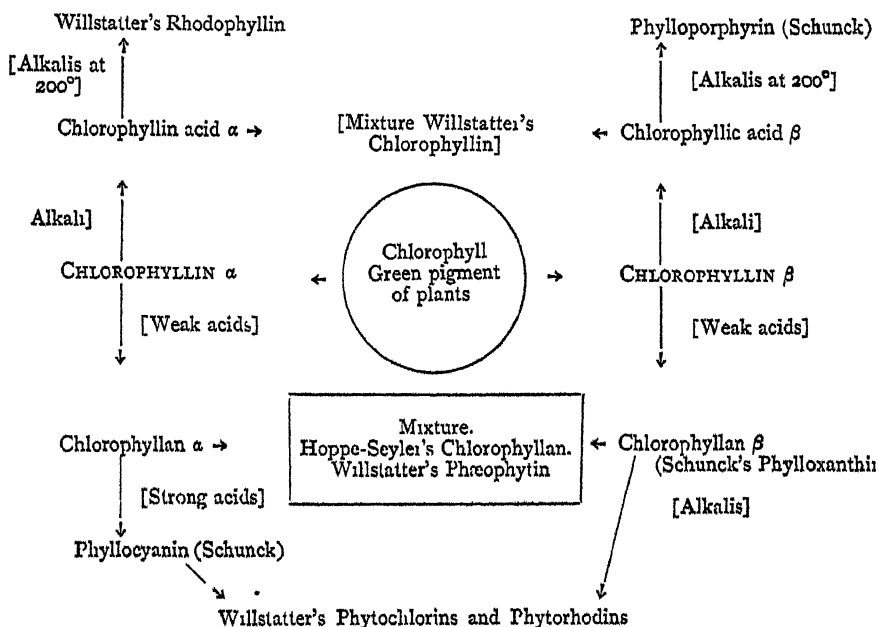 Willstatter's Rhodophyllin
Phylloporphyrin (Schunck)
[Alkalis at
200°]
[Alkalis at 200°]
Chlorophyllin acid α →
[Mixture Willstatter's
Chlorophyllin]
← Chlorophyllic acid β
Alkali]
[Alkali]
Chlorophyll
Green pigment
of plants
CHLOROPHYLLIN α
←
→
CHLOROPHYLLIN β
[Weak acids]
[Weak acids]
Chlorophyllan α →
Mixture.
Hoppe-Seyler's Chlorophyllan.
Willstatter's Phæophytin
← Chlorophyllan β
(Schunck's Phylloxanthin
[Strong acids]
[Alkalis]
Phyllocyanin (Schunck)
Willstatter's Phytochlorins and Phytorhodins